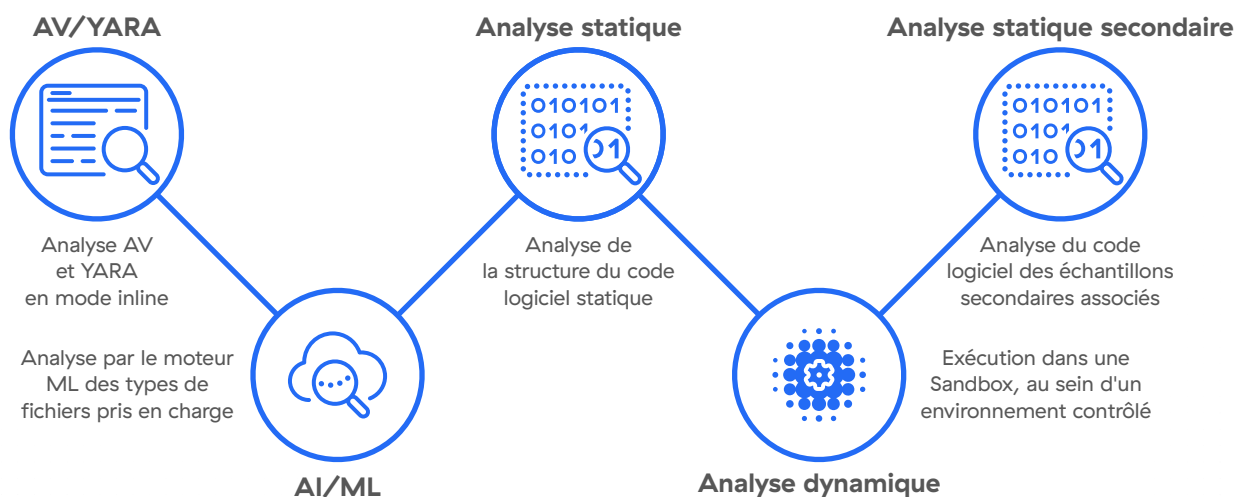 AV/YARA
Analyse AV
et YARA
en mode inline
Analyse par le moteur
ML des types de
fichiers pris en charge
AI/ML
Analyse statique
010101
101
010
01
Analyse de
la structure du code
logiciel statique
Exécution dans une
Sandbox, au sein d'un
environnement contrôlé
Analyse dynamique
Analyse statique secondaire
010101
101
010
01
Analyse du code
logiciel des échantillons
secondaires associés